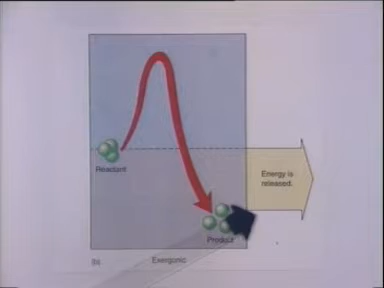 Reactant
Energy is
released.
Product
(b)
Exergonic